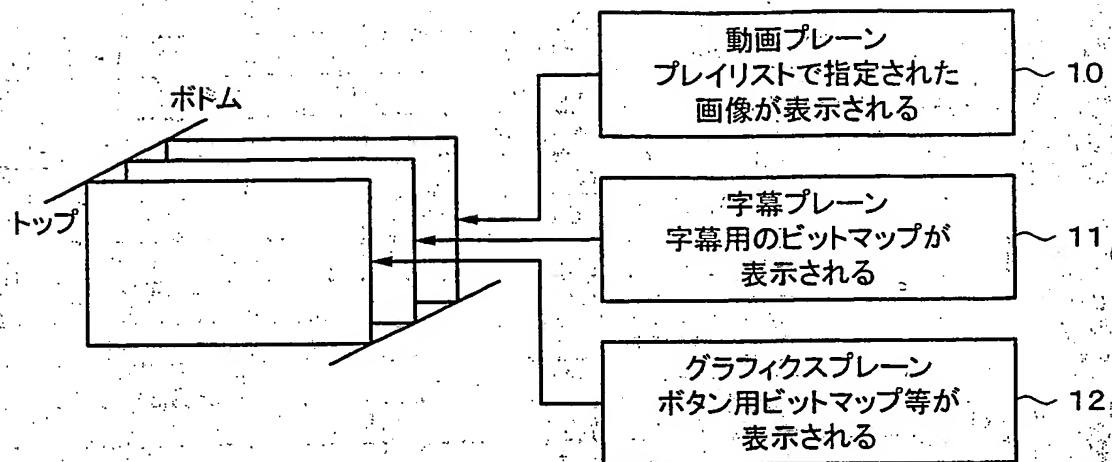 ボトム
トップ
動画プレーン
プレイリストで指定された
画像が表示される
10
字幕プレーン
字幕用のビットマップが
表示される
11
グラフィクスプレーン
ボタン用ビットマップ等が
表示される
12